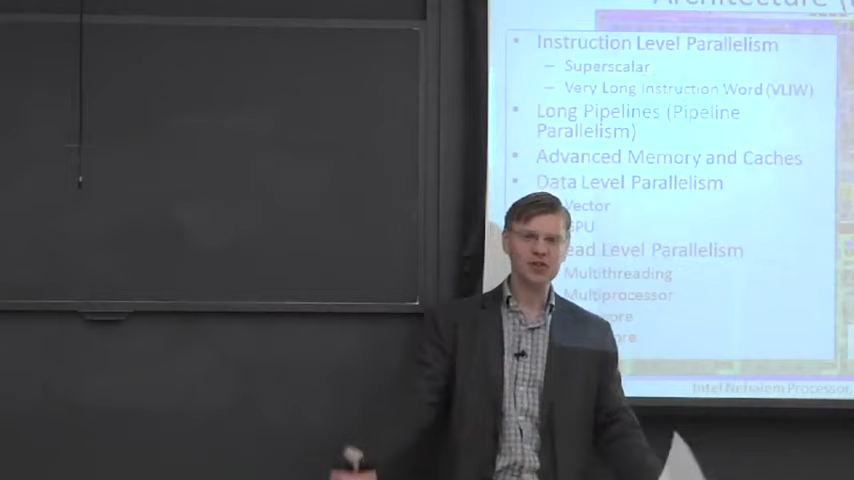 Architecture
Instruction Level Parallelism
– Superscalar
– Very Long Instruction Word (VLIW)
Long Pipelines (Pipeline
Parallelism)
Advanced Memory and Caches
Data Level Parallelism
Vector
Level Parallelism
Multithreading
Multiprocessor
Intel Nehalem Processor,